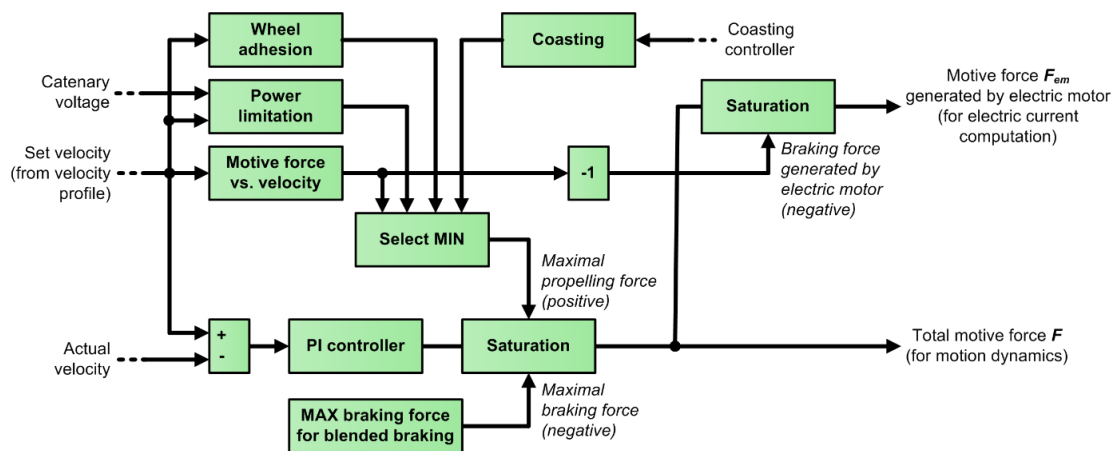 Wheel
adhesion
Coasting
Coasting
controller
Catenary
voltage
Power
limitation
Saturation
Motive force Fem
generated by electric motor
(for electric current
computation)
Set velocity
(from velocity
profile)
Motive force
vs. velocity
-1
Braking force
generated by
electric motor
(negative)
Select MIN
Maximal
propelling force
(positive)
+
-
PI controller
Saturation
Actual
velocity
Total motive force F
(for motion dynamics)
MAX braking force
for blended braking
Maximal
braking force
(negative)